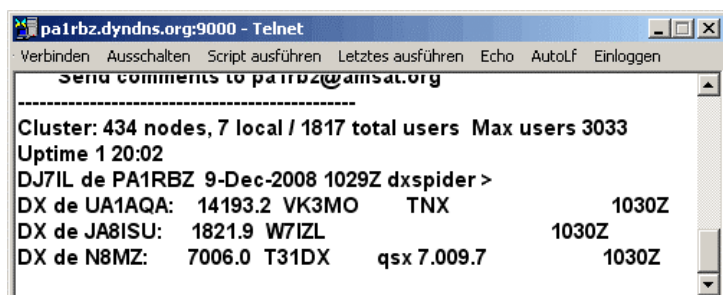 pa1rbz.dyndns.org:9000 - Telnet
Verbinden Ausschalten Script ausführen Letztes ausführen Echo AutoLf Einloggen
Send comments to pa1rbz@amsat.org
-----------------------------------------------
Cluster: 434 nodes, 7 local / 1817 total users Max users 3033
Uptime 1 20:02
DJ7IL de PA1RBZ 9-Dec-2008 1029Z dxspider >
DX de UA1AQA: 14193.2 VK3MO TNX 1030Z
DX de JA8ISU: 1821.9 W7IZL 1030Z
DX de N8MZ: 7006.0 T31DX qsx 7.009.7 1030Z